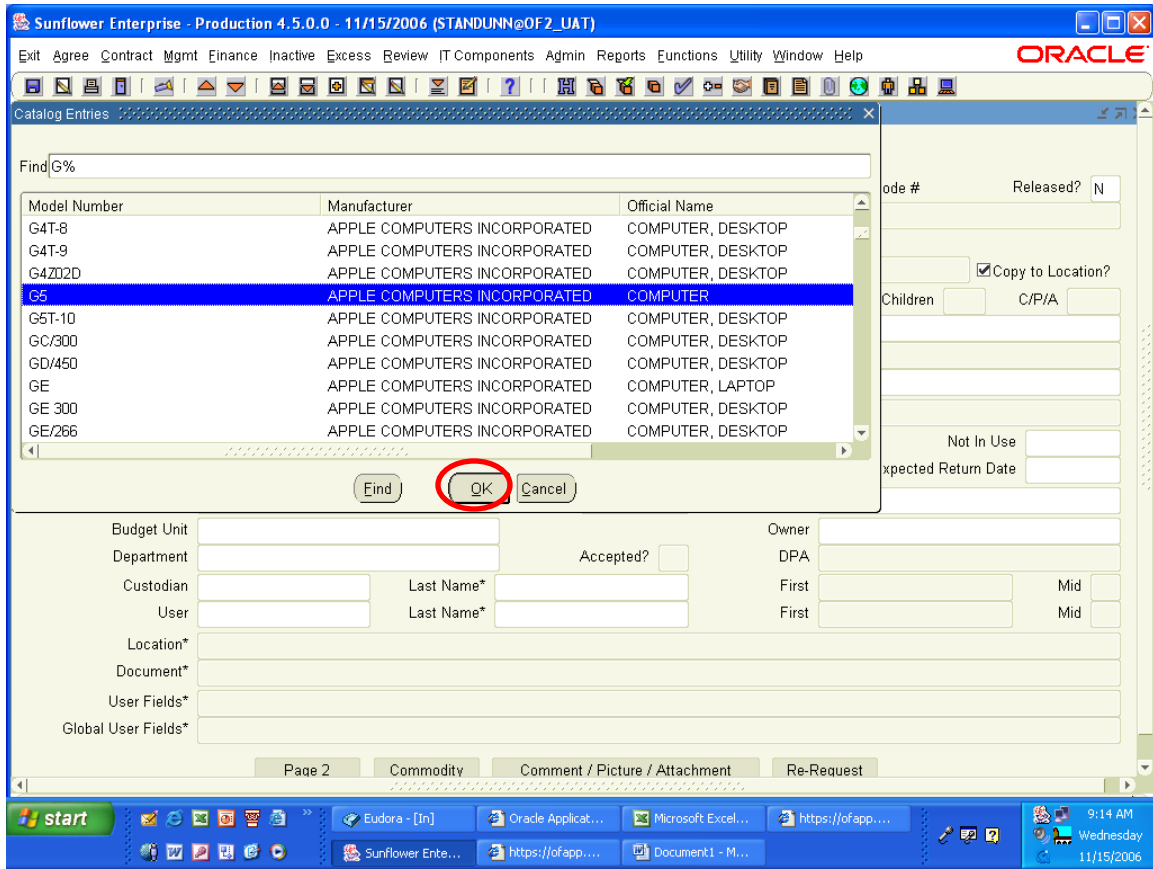 Sunflower Enterprise - Production 4.5.0.0 - 11/15/2006 (STANDUNN@OF2_UAT)
Exit Agree Contract Mgmt Finance Inactive Excess Review IT Components Admin Reports Functions Utility Window Help ORACLE
Catalog Entries
Find G%
ode # Released? N
Model Number Manufacturer Official Name
G4T-8 APPLE COMPUTERS INCORPORATED COMPUTER, DESKTOP
G4T-9 APPLE COMPUTERS INCORPORATED COMPUTER, DESKTOP
G4Z02D APPLE COMPUTERS INCORPORATED COMPUTER, DESKTOP
Copy to Location?
G5 APPLE COMPUTERS INCORPORATED COMPUTER
Children C/P/A
G5T-10 APPLE COMPUTERS INCORPORATED COMPUTER, DESKTOP
GC/300 APPLE COMPUTERS INCORPORATED COMPUTER, DESKTOP
GD/450 APPLE COMPUTERS INCORPORATED COMPUTER, DESKTOP
GE APPLE COMPUTERS INCORPORATED COMPUTER, LAPTOP
GE 300 APPLE COMPUTERS INCORPORATED COMPUTER, DESKTOP
GE/266 APPLE COMPUTERS INCORPORATED COMPUTER, DESKTOP
Not In Use
xpected Return Date
Find OK Cancel
Budget Unit Owner
Department Accepted? DPA
Custodian Last Name* First Mid
User Last Name* First Mid
Location*
Document*
User Fields*
Global User Fields*
Page 2 Commodity Comment / Picture / Attachment Re-Request
start Eudora - [In] Oracle Applicat... Microsoft Excel... https://ofapp.... 9:14 AM
Wednesday
Sunflower Ente... https://ofapp.... Document1 - M... 11/15/2006